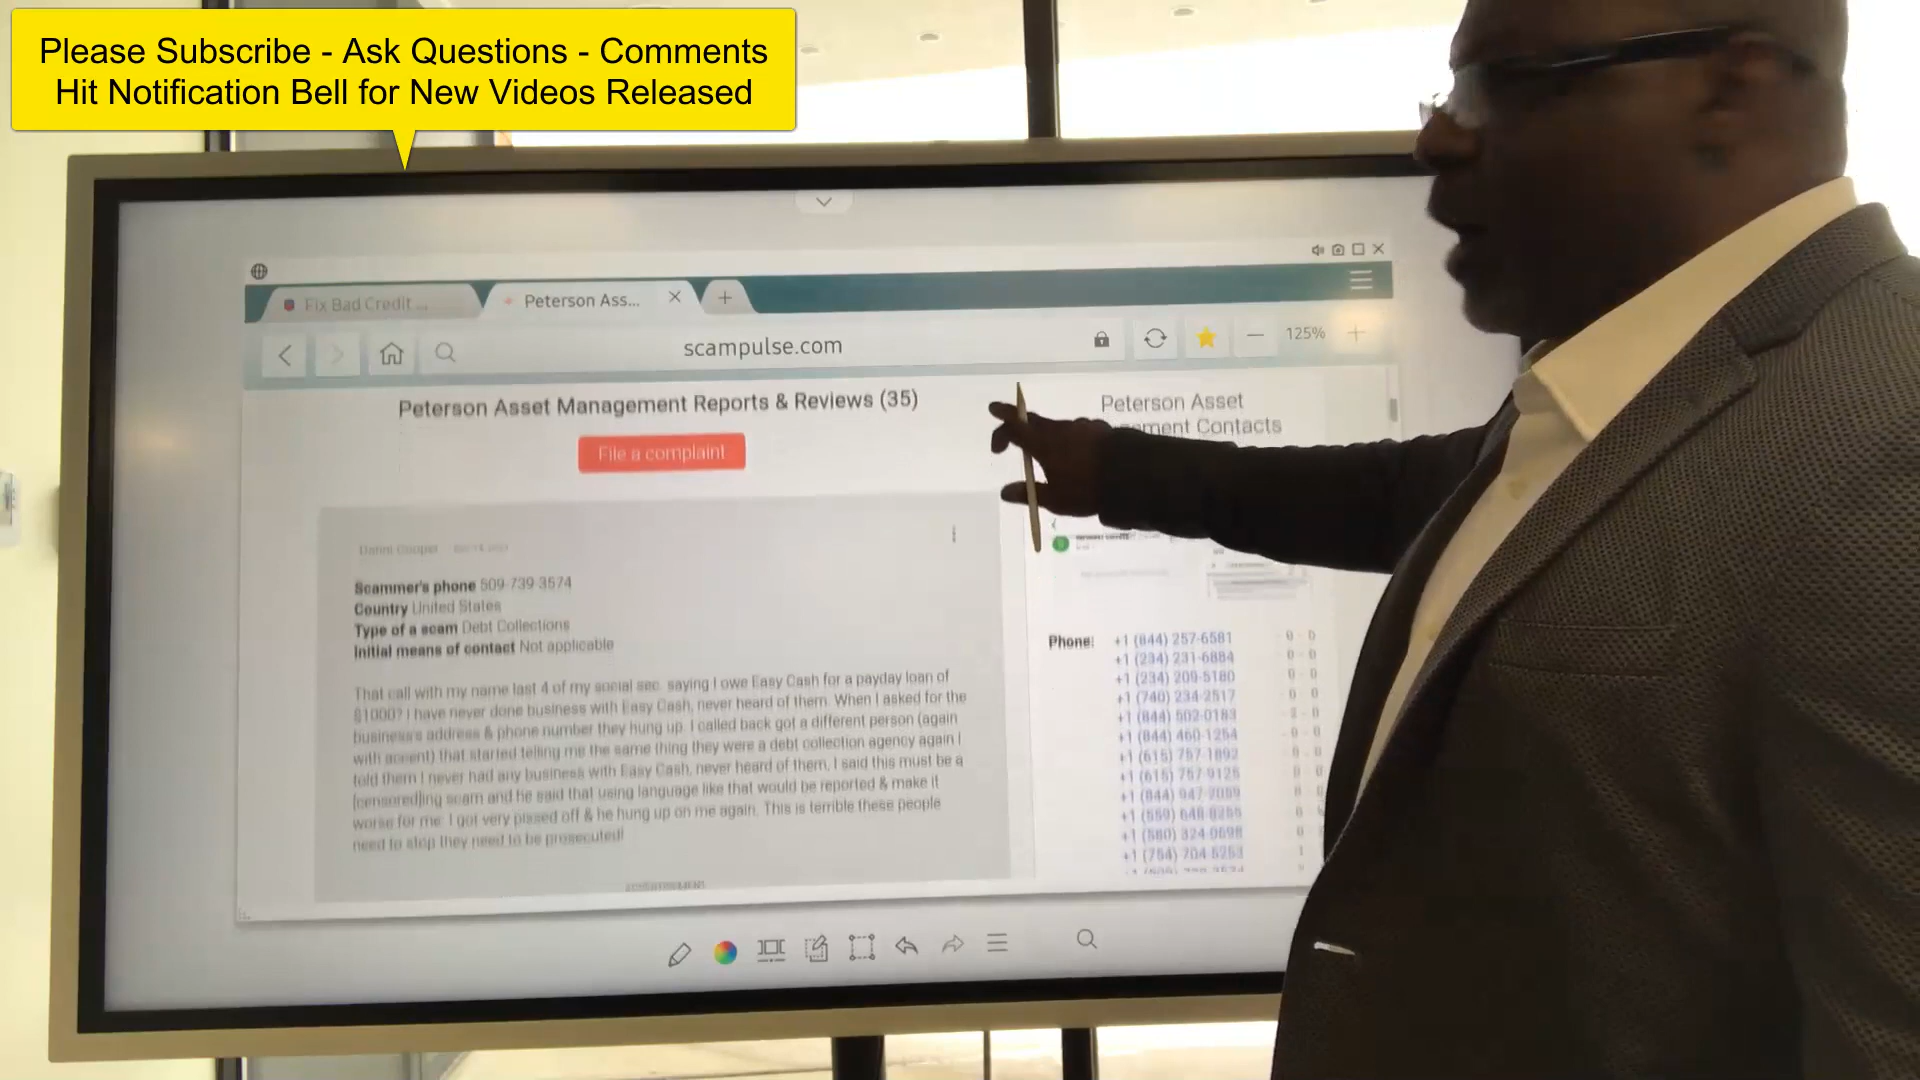 Please Subscribe - Ask Questions - Comments
Hit Notification Bell for New Videos Released
Fix Bad Credit ...
Peterson Ass...
scampulse.com
125%
Peterson Asset Management Reports & Reviews (35)
File a complaint
Peterson Asset
ment Contacts
Danni Cooper
Scammer's phone 509-739-3574
Country United States
Type of a scam Debt Collections
Initial means of contact Not applicable
That call with my name last 4 of my social sec. saying I owe Easy Cash for a payday loan of
$1000? I have never done business with Easy Cash, never heard of them. When I asked for the
business's address & phone number they hung up. I called back got a different person (again
with accent) that started telling me the same thing they were a debt collection agency again I
told them I never had any business with Easy Cash, never heard of them, I said this must be a
[censored]ing scam and he said that using language like that would be reported & make it
worse for me. I got very pissed off & he hung up on me again. This is terrible these people
need to stop they need to be prosecuted!
ADVERTISEMENT
Phone:
+1 (844) 257-6581
+1 (234) 231-6884
+1 (234) 209-5180
+1 (740) 234-2517
+1 (844) 502-0183
+1 (844) 460-1254
+1 (615) 757-1892
+1 (615) 757-9125
+1 (844) 947-2059
+1 (559) 648-8255
+1 (580) 324-0698
+1 (754) 704-5253